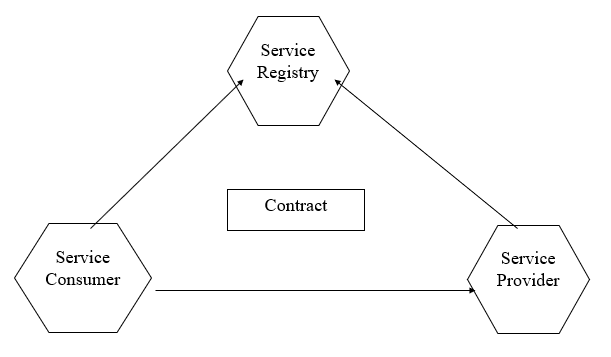 Service
Registry
Contract
Service
Consumer
Service
Provider